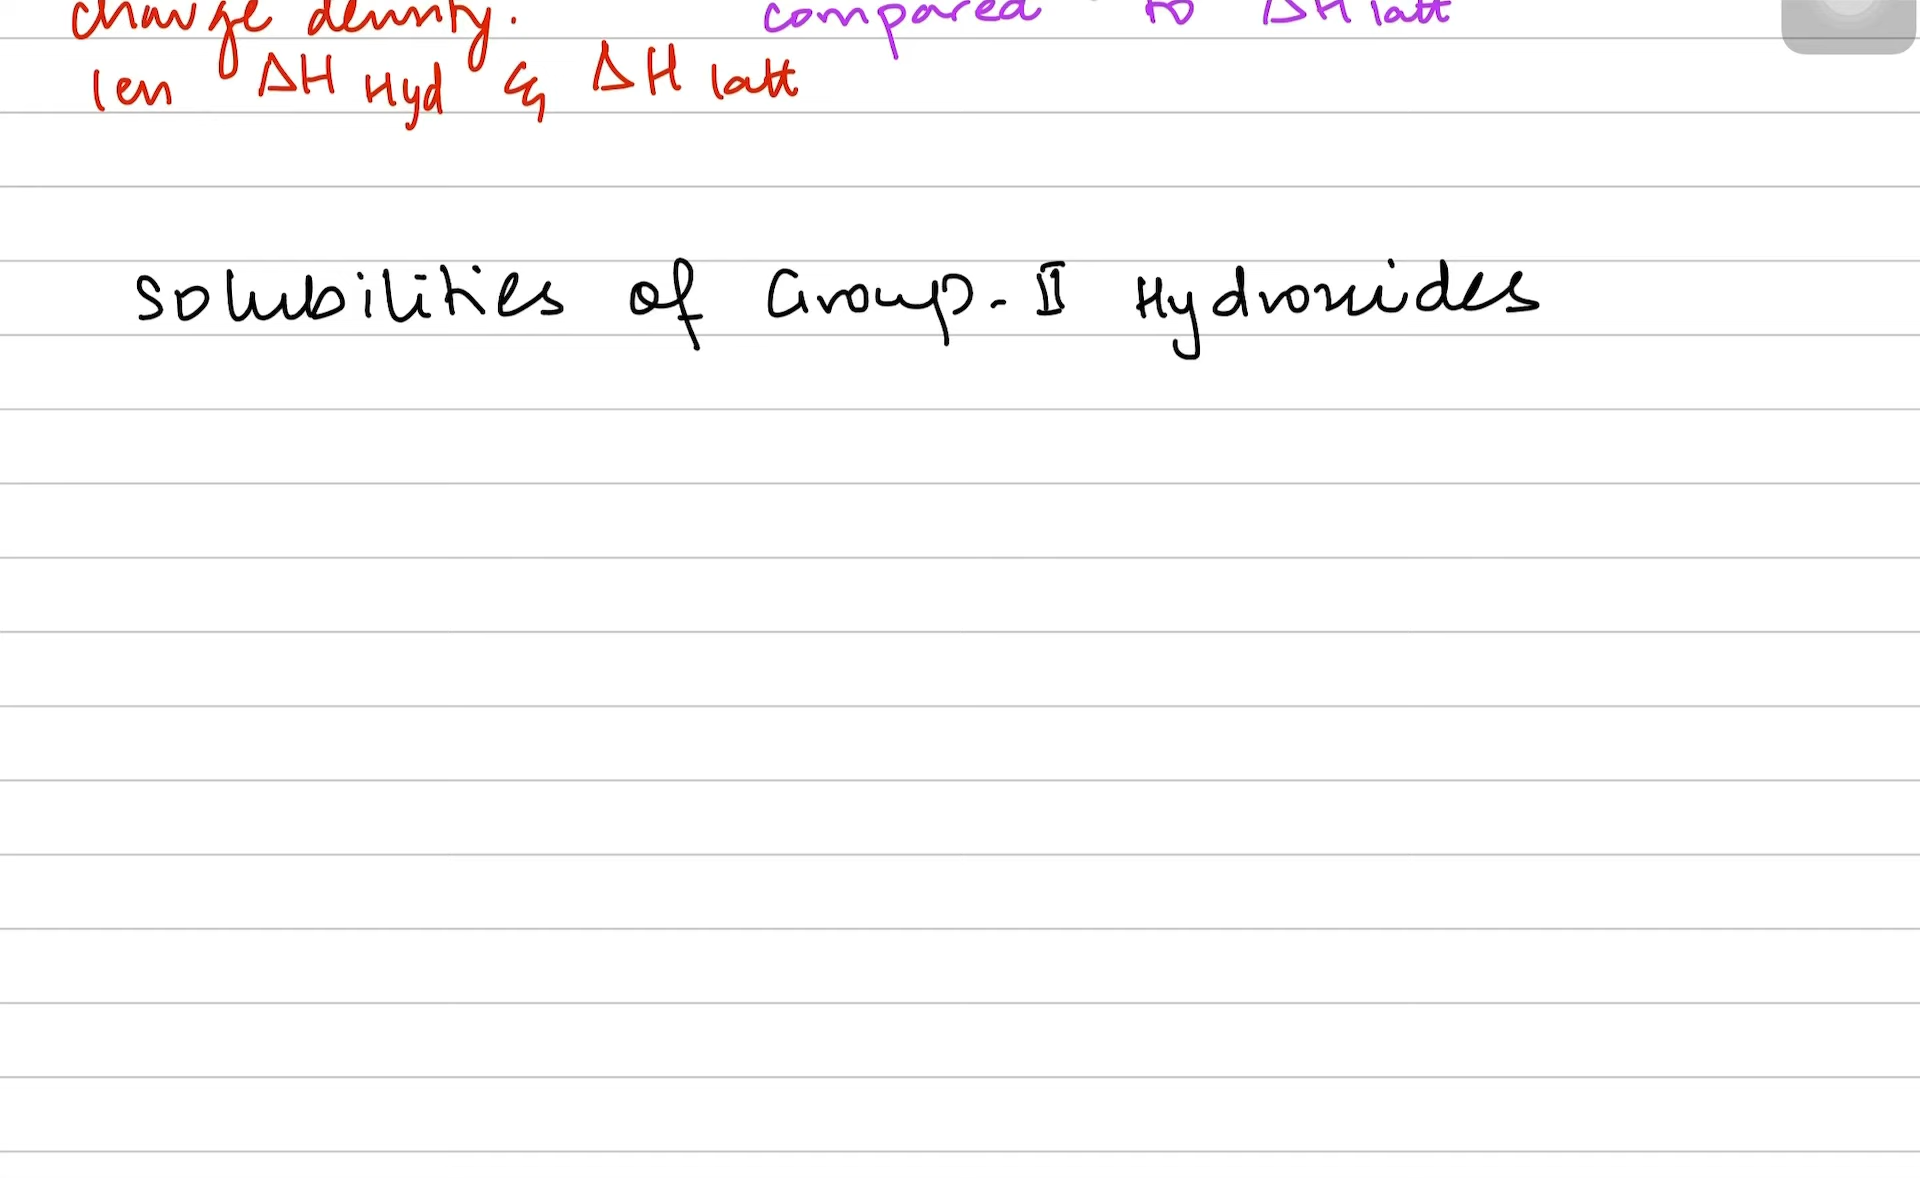 charge density. compared to ΔH latt
less ΔH Hyd & ΔH latt
Solubilities of Group-II Hydroxides